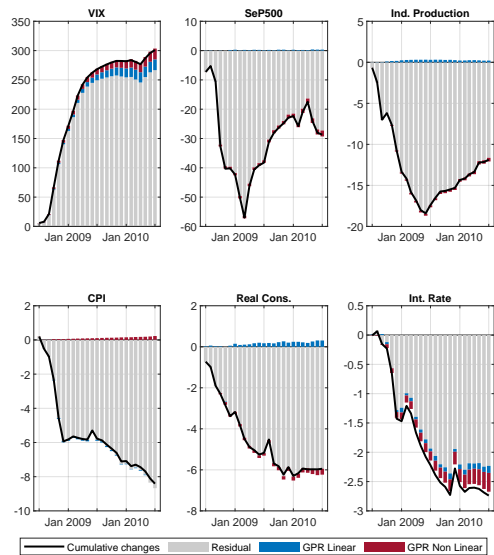 VIX
SeP500
Ind. Production
350
300
250
200
150
100
50
0
Jan 2009
Jan 2010
10
0
-10
-20
-30
-40
-50
-60
Jan 2009
Jan 2010
5
0
-5
-10
-15
-20
Jan 2009
Jan 2010
CPI
Real Cons.
Int. Rate
2
0
-2
-4
-6
-8
-10
Jan 2009
Jan 2010
2
0
-2
-4
-6
-8
Jan 2009
Jan 2010
0.5
0
-0.5
-1
-1.5
-2
-2.5
-3
Jan 2009
Jan 2010
Cumulative changes Residual GPR Linear GPR Non Linear